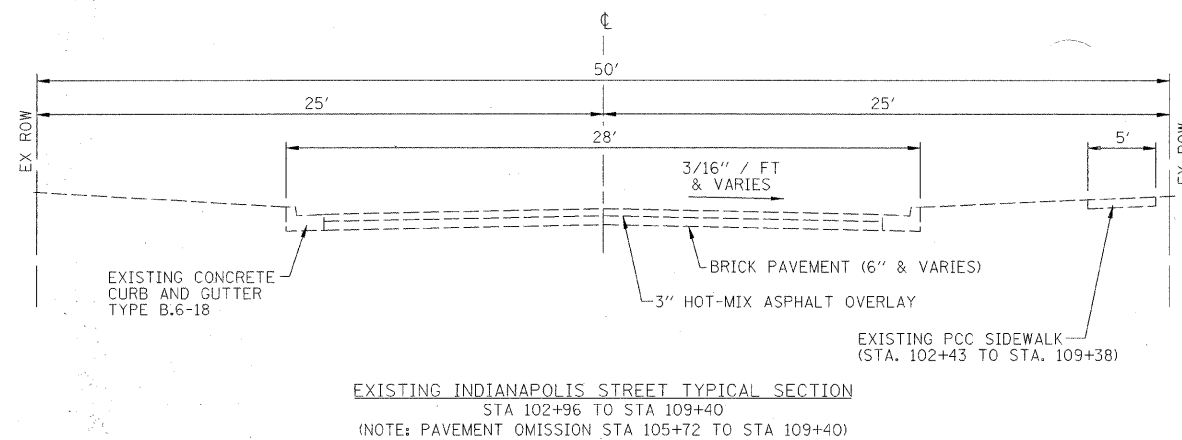 ℄
50'
25'
25'
28'
5'
EX ROW
EX ROW
3/16" / FT
& VARIES
BRICK PAVEMENT (6" & VARIES)
3" HOT-MIX ASPHALT OVERLAY
EXISTING CONCRETE
CURB AND GUTTER
TYPE B.6-18
EXISTING PCC SIDEWALK
(STA. 102+43 TO STA. 109+38)
EXISTING INDIANAPOLIS STREET TYPICAL SECTION
STA 102+96 TO STA 109+40
(NOTE: PAVEMENT OMISSION STA 105+72 TO STA 109+40)